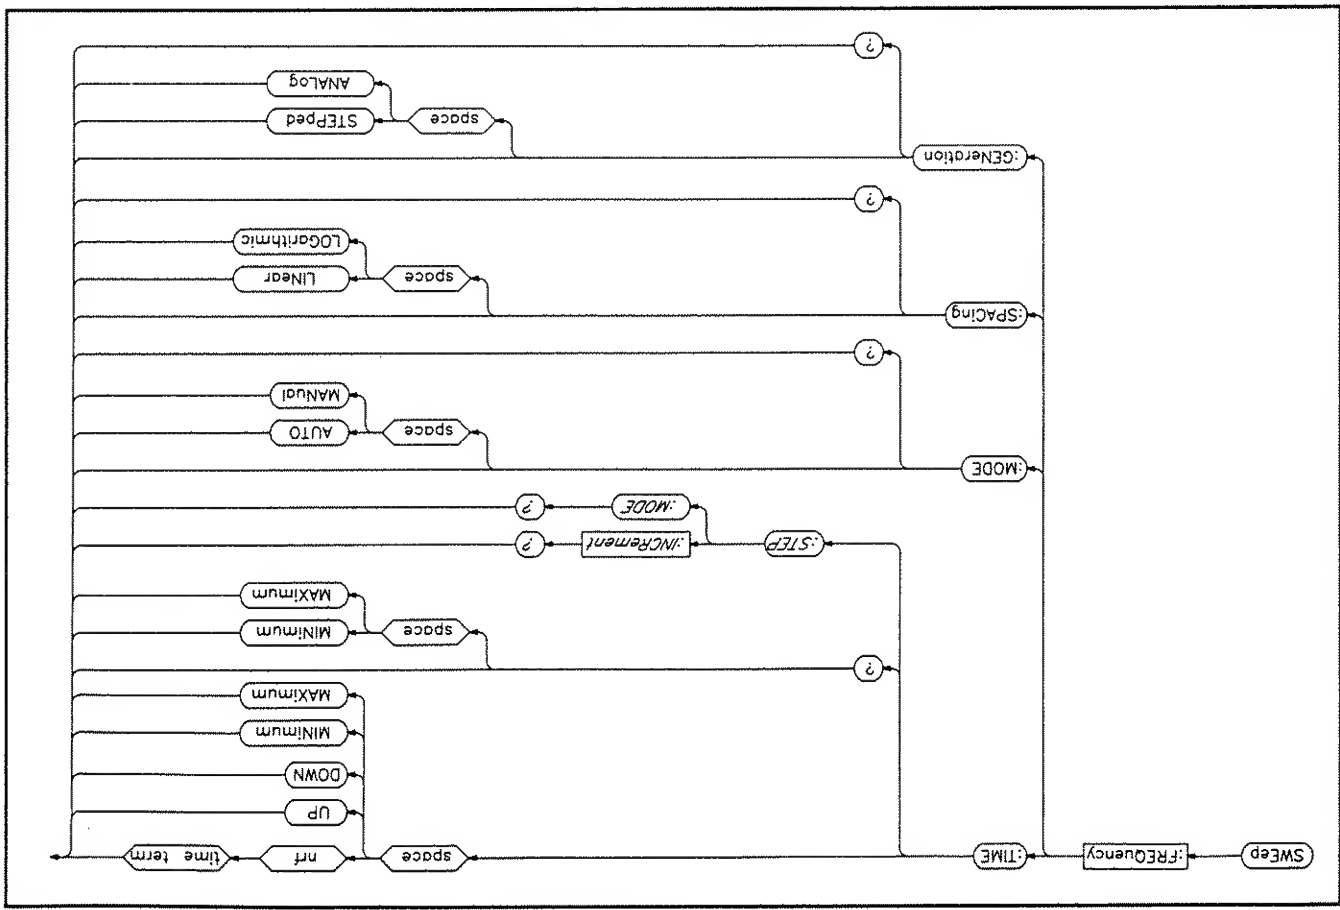 SWEep :FREQuency :TIME space nrf time term
UP
DOWN
MINimum
MAXimum
?
space MINimum
MAXimum
:STEP :INCRement ?
:MODE ?
:MODE
space AUTO
MANual
?
:SPACing
space LINear
LOGarithmic
?
:GENeration
space STEPped
ANALog
?